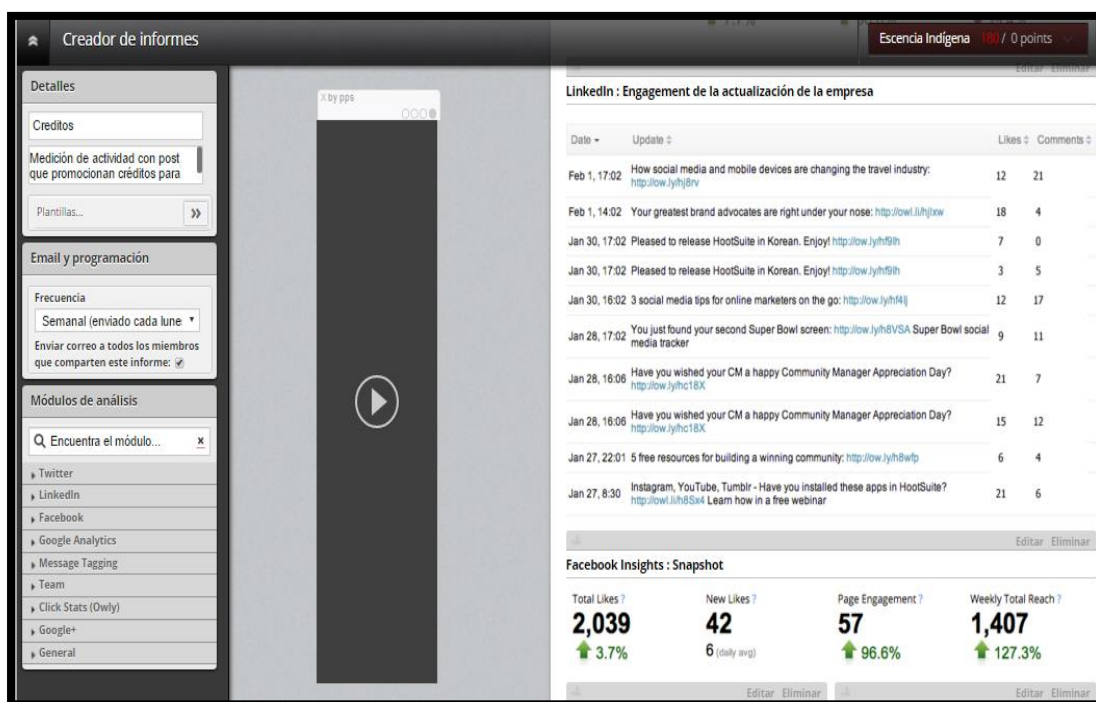 Creador de informes
Escencia Indígena 180 / 0 points
Detalles
Creditos
Medición de actividad con post
que promocionan créditos para
Plantillas...
Email y programación
Frecuencia
Semanal (enviado cada lune
Enviar correo a todos los miembros
que comparten este informe:
Módulos de análisis
Encuentra el módulo... x
Twitter
LinkedIn
Facebook
Google Analytics
Message Tagging
Team
Click Stats (Owly)
Google+
General
X by pps
Editar Eliminar
LinkedIn : Engagement de la actualización de la empresa
Date Update Likes Comments
Feb 1, 17:02 How social media and mobile devices are changing the travel industry: 12 21
http://ow.ly/hj8rv
Feb 1, 14:02 Your greatest brand advocates are right under your nose: http://owl.li/hjlxw 18 4
Jan 30, 17:02 Pleased to release HootSuite in Korean. Enjoy! http://ow.ly/hf9lh 7 0
Jan 30, 17:02 Pleased to release HootSuite in Korean. Enjoy! http://ow.ly/hf9lh 3 5
Jan 30, 16:02 3 social media tips for online marketers on the go: http://ow.ly/hf4lj 12 17
Jan 28, 17:02 You just found your second Super Bowl screen: http://ow.ly/h8VSA Super Bowl social 9 11
media tracker
Jan 28, 16:06 Have you wished your CM a happy Community Manager Appreciation Day? 21 7
http://ow.ly/hc18X
Jan 28, 16:06 Have you wished your CM a happy Community Manager Appreciation Day? 15 12
http://ow.ly/hc18X
Jan 27, 22:01 5 free resources for building a winning community: http://ow.ly/h8wfp 6 4
Jan 27, 8:30 Instagram, YouTube, Tumblr - Have you installed these apps in HootSuite? 21 6
http://owl.li/h8Sx4 Learn how in a free webinar
Editar Eliminar
Facebook Insights : Snapshot
Total Likes ? New Likes ? Page Engagement ? Weekly Total Reach ?
2,039 42 57 1,407
3.7% 6 (daily avg) 96.6% 127.3%
Editar Eliminar Editar Eliminar